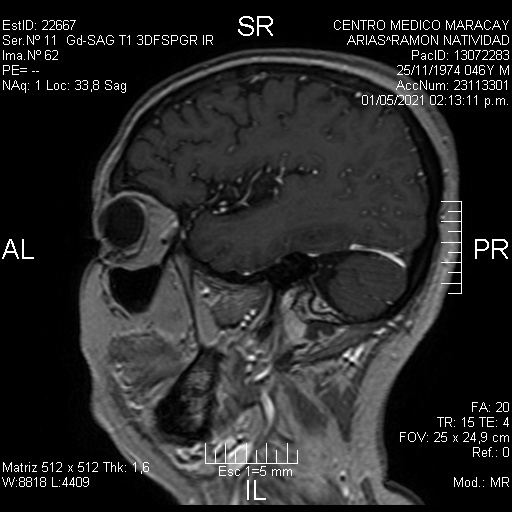 EstID: 22667
Ser.Nº 11 Gd-SAG T1 3DFSPGR IR
Ima.Nº 62
PE= --
NAq: 1 Loc: 33,8 Sag
SR
CENTRO MEDICO MARACAY
ARIAS^RAMON NATIVIDAD
PacID: 13072283
25/11/1974 046Y M
AccNum: 23113301
01/05/2021 02:13:11 p.m.
AL
PR
FA: 20
TR: 15 TE: 4
FOV: 25 x 24,9 cm
Ref.: 0
Mod.: MR
Matriz 512 x 512 Thk: 1,6
W:8818 L:4409
Esc 1=5 mm
IL